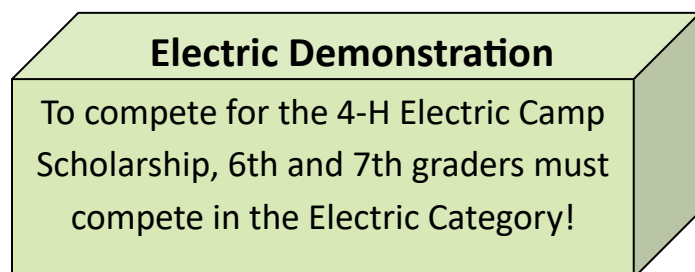 Electric Demonstration
To compete for the 4-H Electric Camp
Scholarship, 6th and 7th graders must
compete in the Electric Category!